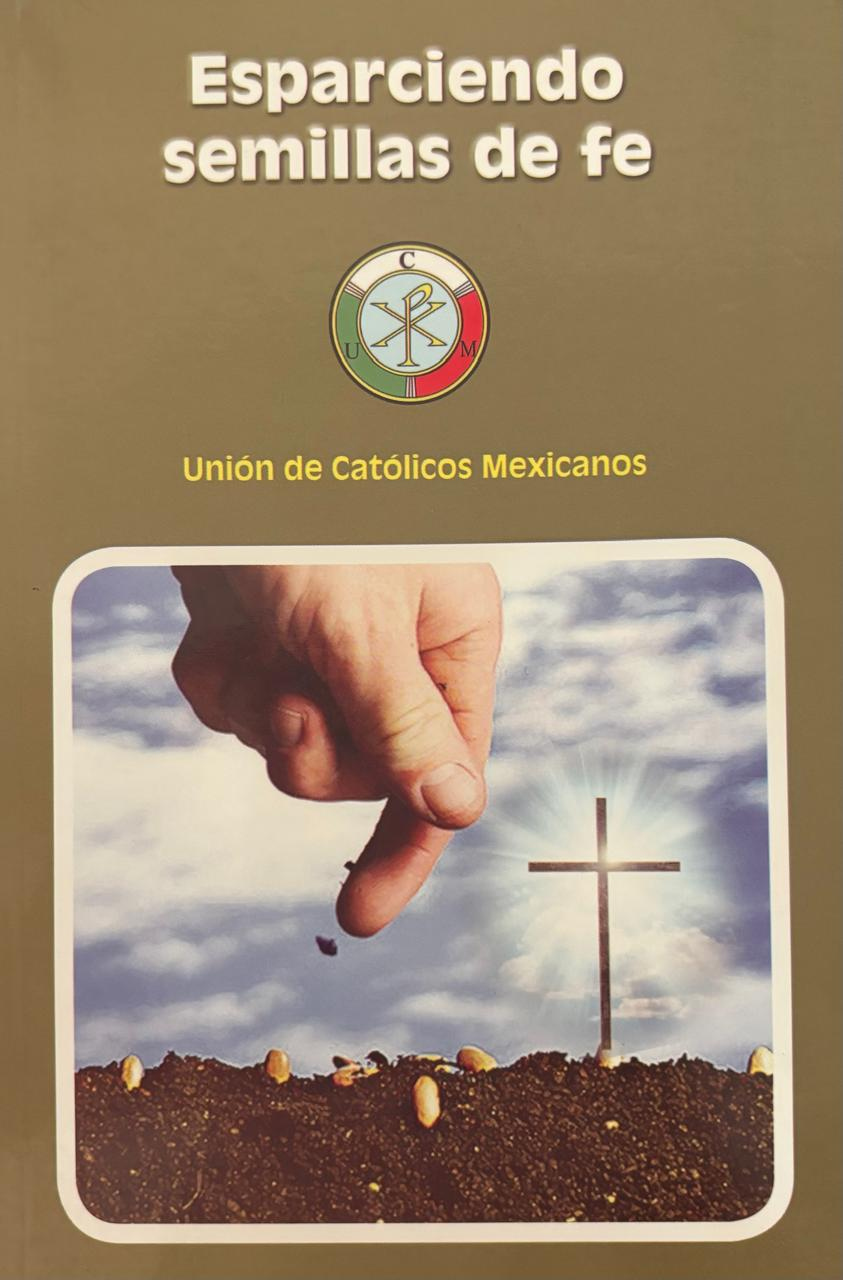 Esparciendo
semillas de fe
C
U M
Unión de Católicos Mexicanos